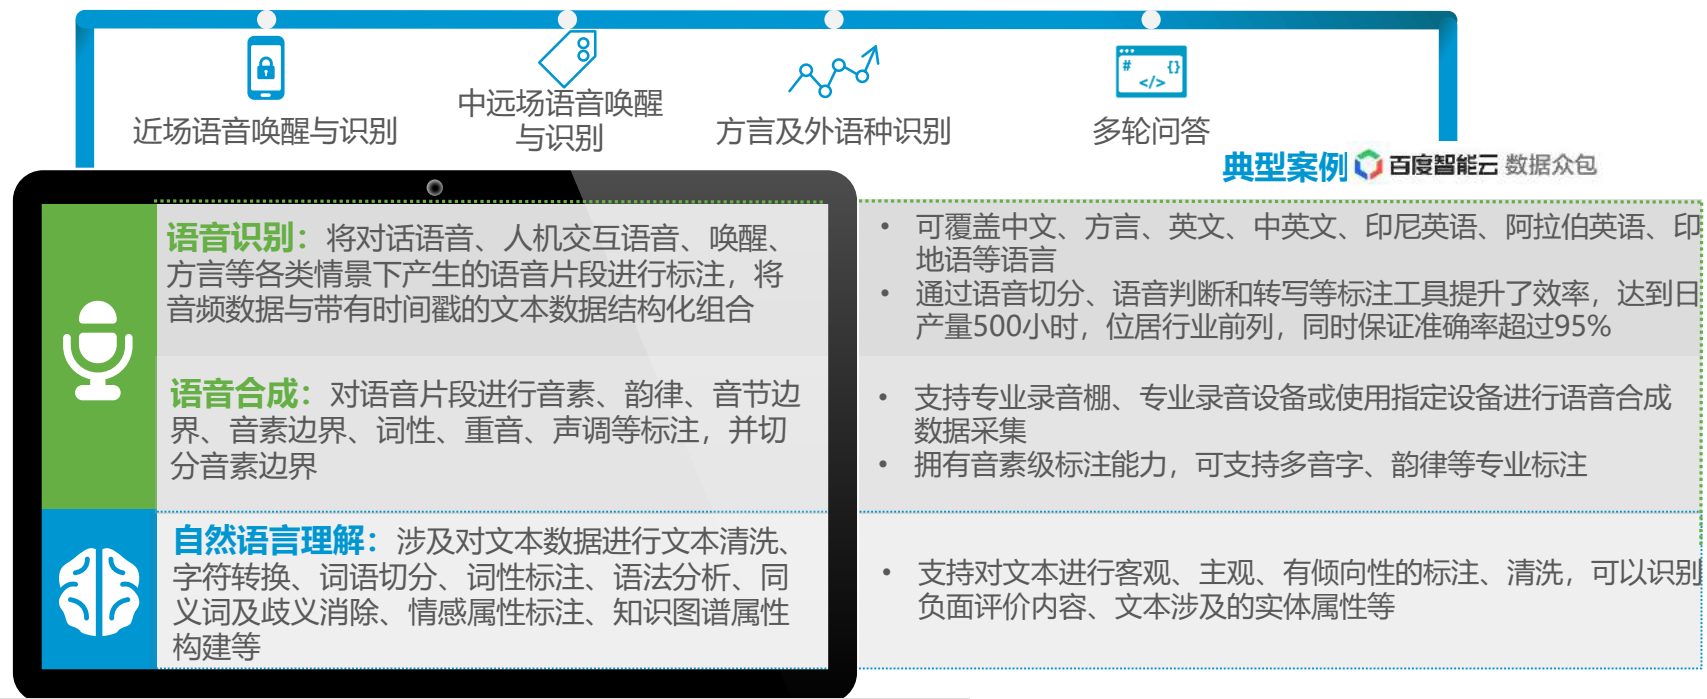 近场语音唤醒与识别
中远场语音唤醒
与识别
方言及外语种识别
#
{}
</>
多轮问答
典型案例 百度智能云 数据众包
语音识别：将对话语音、人机交互语音、唤醒、
方言等各类情景下产生的语音片段进行标注，将
音频数据与带有时间戳的文本数据结构化组合
• 可覆盖中文、方言、英文、中英文、印尼英语、阿拉伯英语、印
地语等语言
• 通过语音切分、语音判断和转写等标注工具提升了效率，达到日
产量500小时，位居行业前列，同时保证准确率超过95%
语音合成：对语音片段进行音素、韵律、音节边
界、音素边界、词性、重音、声调等标注，并切
分音素边界
• 支持专业录音棚、专业录音设备或使用指定设备进行语音合成
数据采集
• 拥有音素级标注能力，可支持多音字、韵律等专业标注
自然语言理解：涉及对文本数据进行文本清洗、
字符转换、词语切分、词性标注、语法分析、同
义词及歧义消除、情感属性标注、知识图谱属性
构建等
• 支持对文本进行客观、主观、有倾向性的标注、清洗，可以识别
负面评价内容、文本涉及的实体属性等